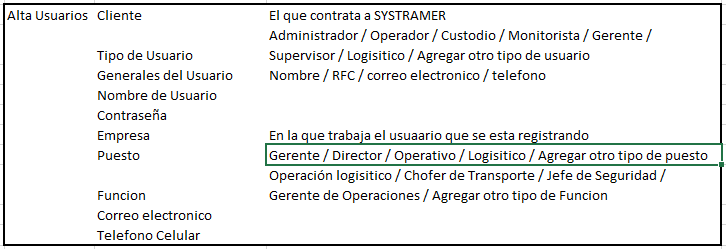 Alta Usuarios Cliente El que contrata a SYSTRAMER
Administrador / Operador / Custodio / Monitorista / Gerente /
Tipo de Usuario Supervisor / Logisitico / Agregar otro tipo de usuario
Generales del Usuario Nombre / RFC / correo electronico / telefono
Nombre de Usuario
Contraseña
Empresa En la que trabaja el usuaario que se esta registrando
Puesto Gerente / Director / Operativo / Logisitico / Agregar otro tipo de puesto
Operación logisitico / Chofer de Transporte / Jefe de Seguridad /
Funcion Gerente de Operaciones / Agregar otro tipo de Funcion
Correo electronico
Telefono Celular